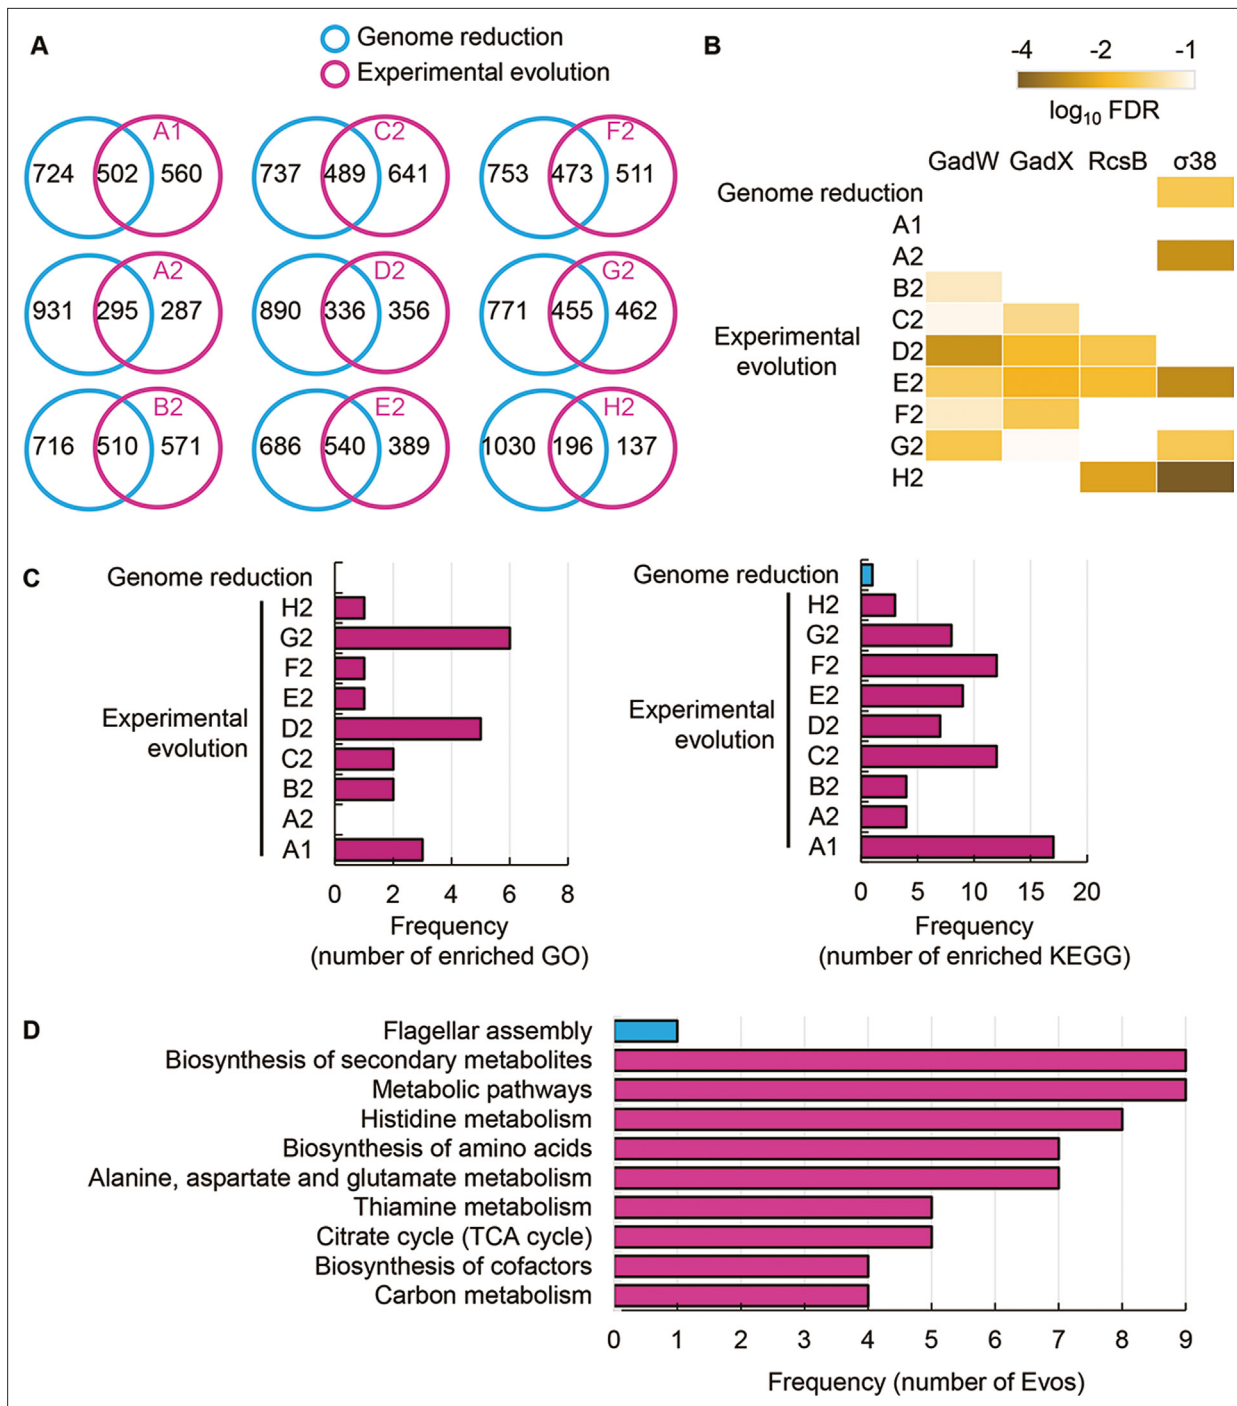 A
Genome reduction
Experimental evolution
A1
724 502 560
C2
737 489 641
F2
753 473 511
A2
931 295 287
D2
890 336 356
G2
771 455 462
B2
716 510 571
E2
686 540 389
H2
1030 196 137
B
-4 -2 -1
log10 FDR
GadW GadX RcsB σ38
Genome reduction
A1
A2
B2
C2
Experimental
evolution
D2
E2
F2
G2
H2
C
Genome reduction
H2
G2
F2
E2
Experimental
evolution
D2
C2
B2
A2
A1
0 2 4 6 8
Frequency
(number of enriched GO)
Genome reduction
H2
G2
F2
E2
Experimental
evolution
D2
C2
B2
A2
A1
0 5 10 15 20
Frequency
(number of enriched KEGG)
D
Flagellar assembly
Biosynthesis of secondary metabolites
Metabolic pathways
Histidine metabolism
Biosynthesis of amino acids
Alanine, aspartate and glutamate metabolism
Thiamine metabolism
Citrate cycle (TCA cycle)
Biosynthesis of cofactors
Carbon metabolism
0 1 2 3 4 5 6 7 8 9
Frequency (number of Evos)